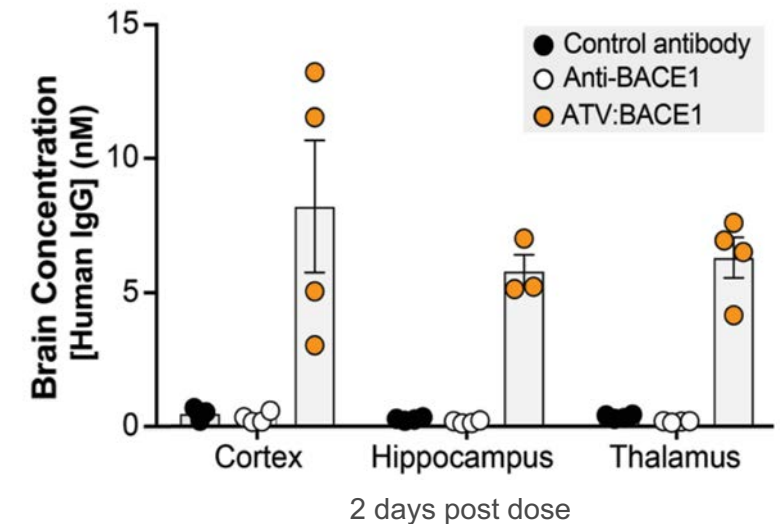 Brain Concentration
[Human IgG] (nM)
15
10
5
0
Control antibody
Anti-BACE1
ATV:BACE1
Cortex
Hippocampus
Thalamus
2 days post dose